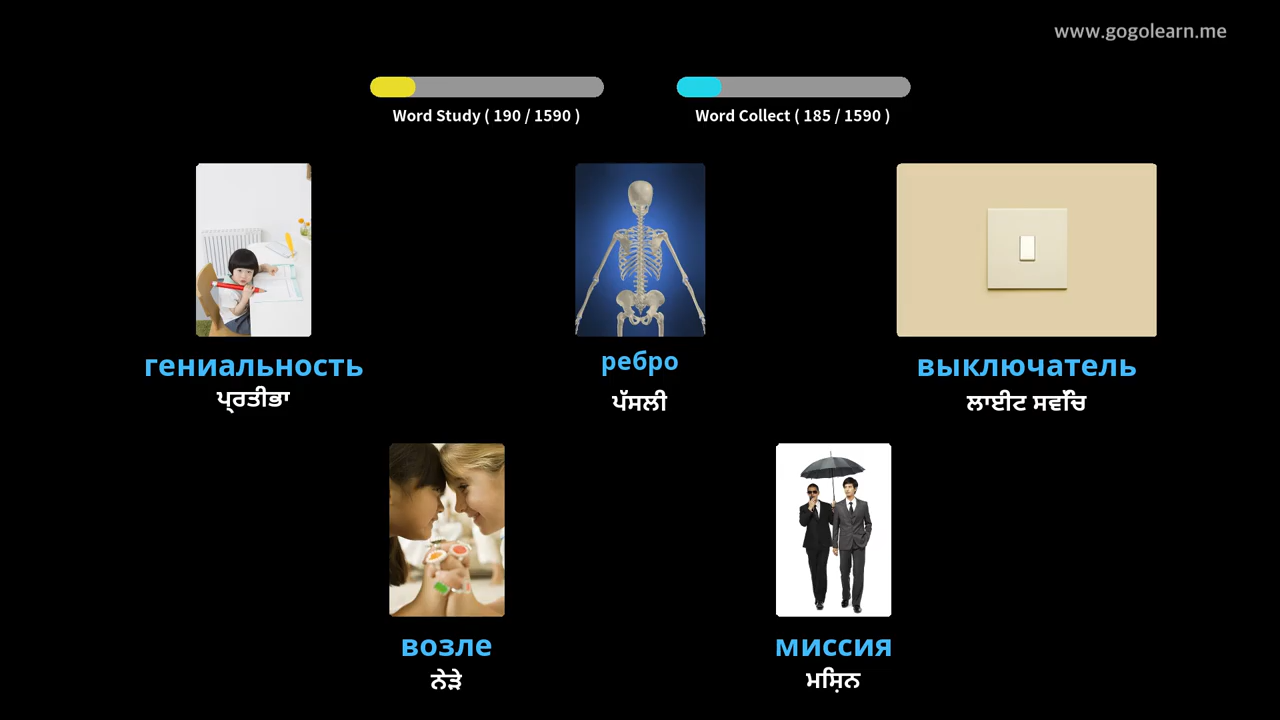 www.gogolearn.me
Word Study ( 190 / 1590 )
Word Collect ( 185 / 1590 )
гениальность
ਪ੍ਰਤੀਭਾ
ребро
ਪੱਸਲੀ
выключатель
ਲਾਈਟ ਸਵਿੱਚ
возле
ਨੇੜੇ
миссия
ਮਸਿ਼ਨ